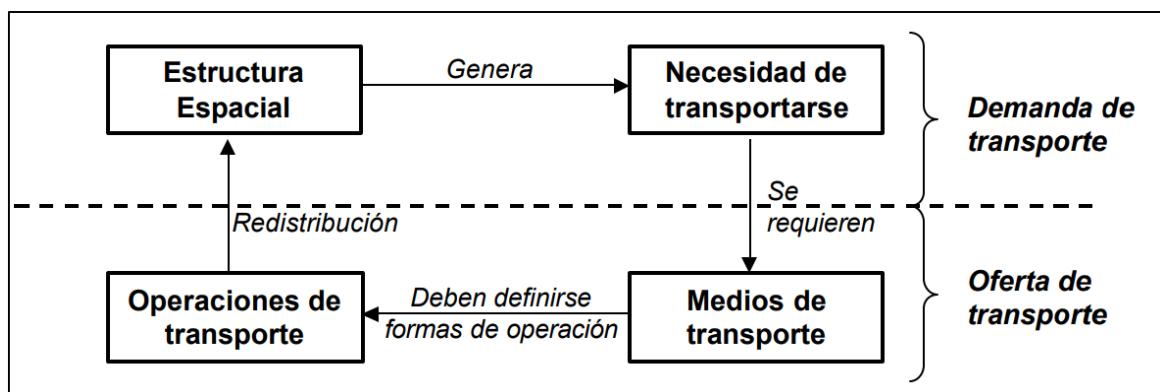 Estructura
Espacial
Genera
Necesidad de
transportarse
Demanda de
transporte
Redistribución
Se
requieren
Operaciones de
transporte
Deben definirse
formas de operación
Medios de
transporte
Oferta de
transporte